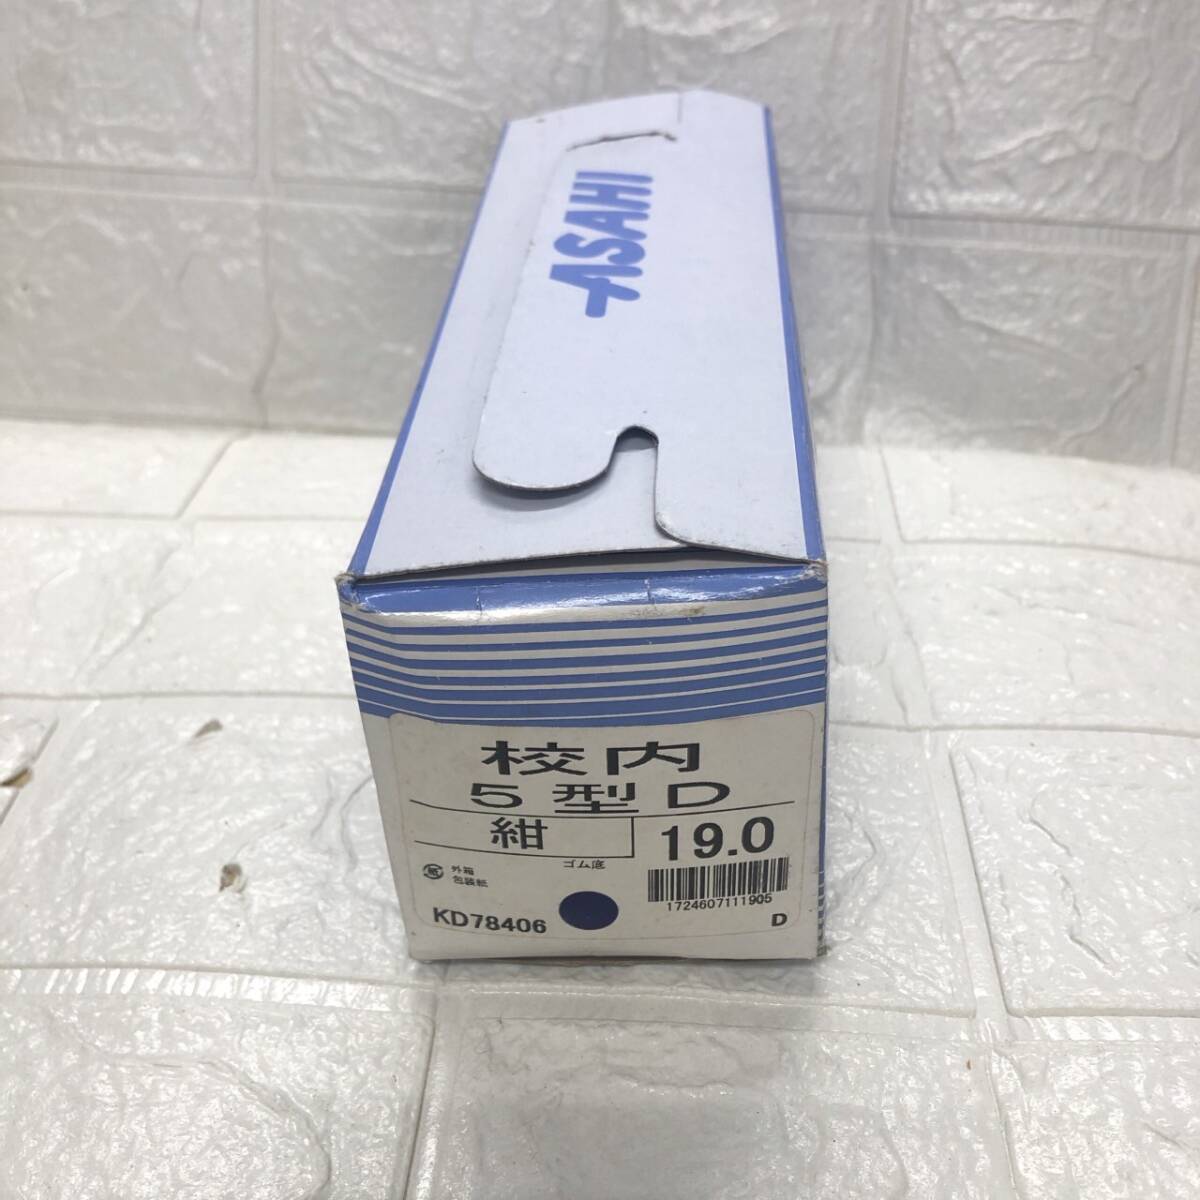 ASAHI
校内
5型D
紺
19.0
ゴム底
紙
外箱
包装紙
1724607111905
KD78406
D